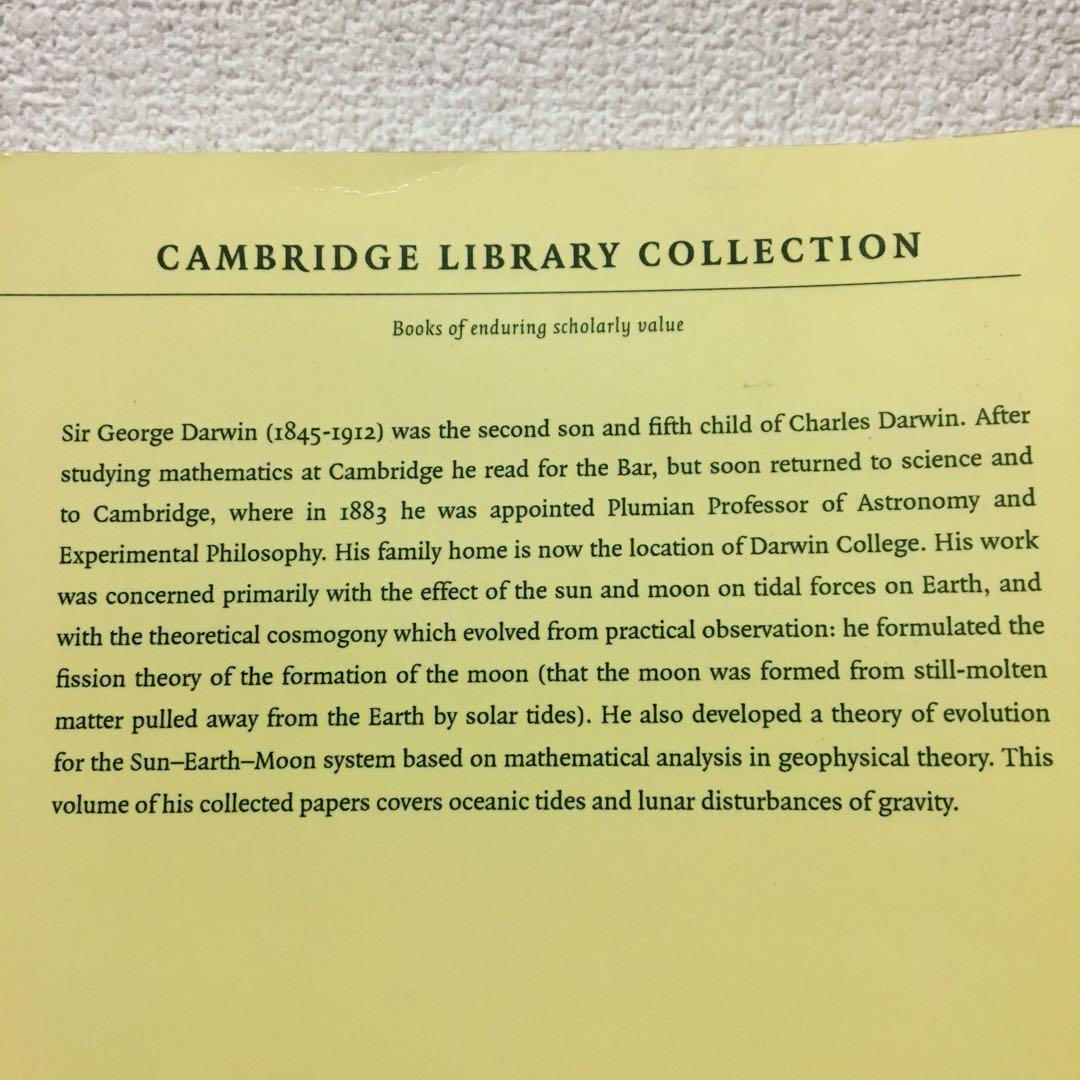 CAMBRIDGE LIBRARY COLLECTION
Books of enduring scholarly value
Sir George Darwin (1845-1912) was the second son and fifth child of Charles Darwin. After
studying mathematics at Cambridge he read for the Bar, but soon returned to science and
to Cambridge, where in 1883 he was appointed Plumian Professor of Astronomy and
Experimental Philosophy. His family home is now the location of Darwin College. His work
was concerned primarily with the effect of the sun and moon on tidal forces on Earth, and
with the theoretical cosmogony which evolved from practical observation: he formulated the
fission theory of the formation of the moon (that the moon was formed from still-molten
matter pulled away from the Earth by solar tides). He also developed a theory of evolution
for the Sun–Earth–Moon system based on mathematical analysis in geophysical theory. This
volume of his collected papers covers oceanic tides and lunar disturbances of gravity.